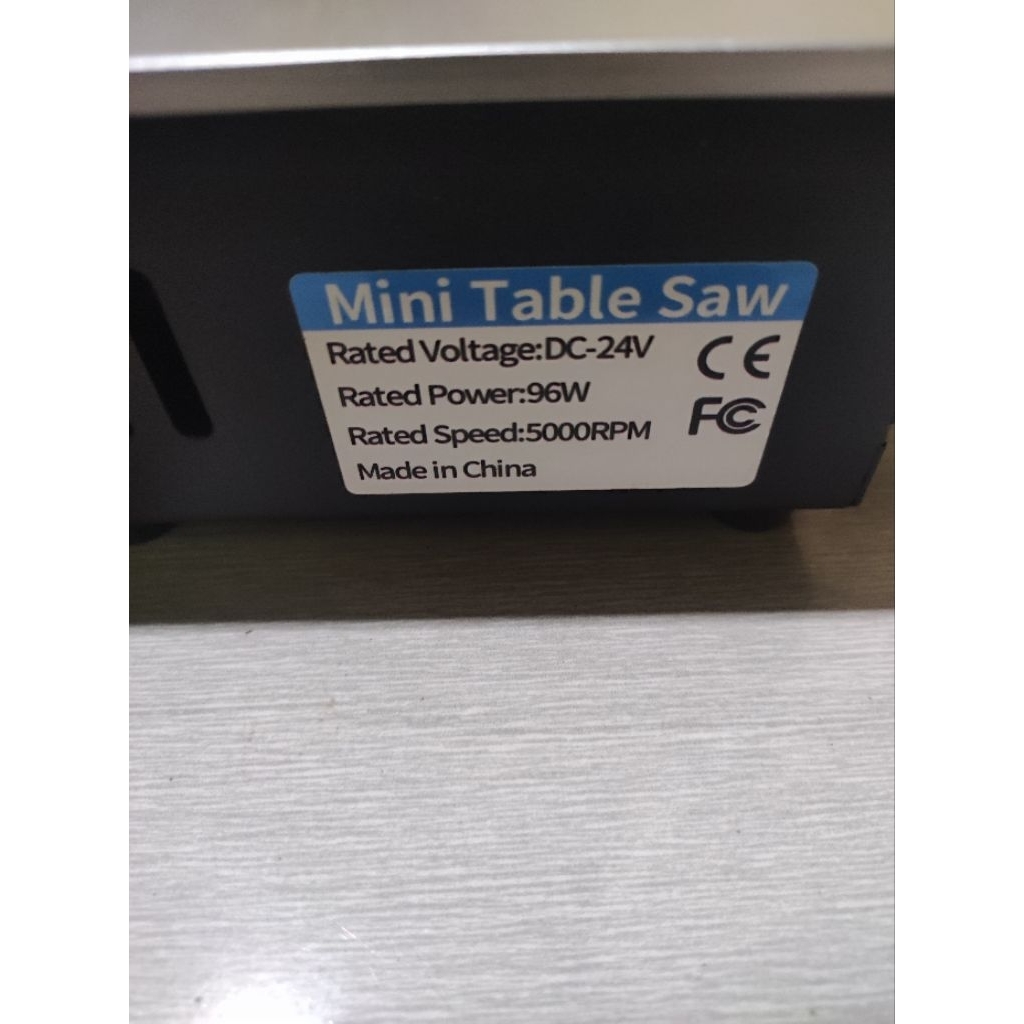 Mini Table Saw
Rated Voltage:DC-24V
CE
Rated Power:96W
FC
Rated Speed:5000RPM
Made in China